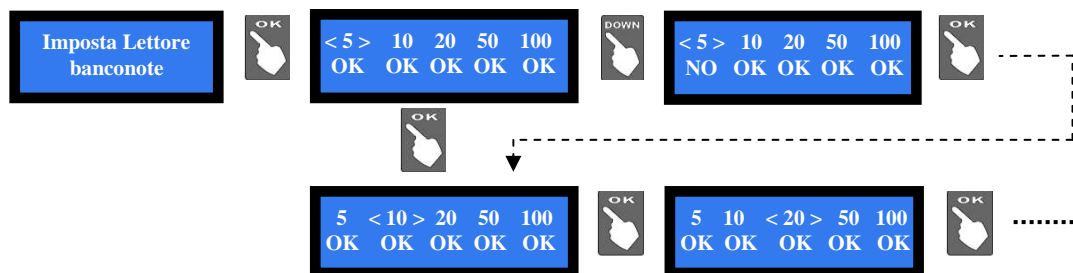 Imposta Lettore
banconote
OK
< 5 > 10 20 50 100
OK OK OK OK OK
DOWN
< 5 > 10 20 50 100
NO OK OK OK OK
OK
OK
5 < 10 > 20 50 100
OK OK OK OK OK
OK
5 10 < 20 > 50 100
OK OK OK OK OK
OK